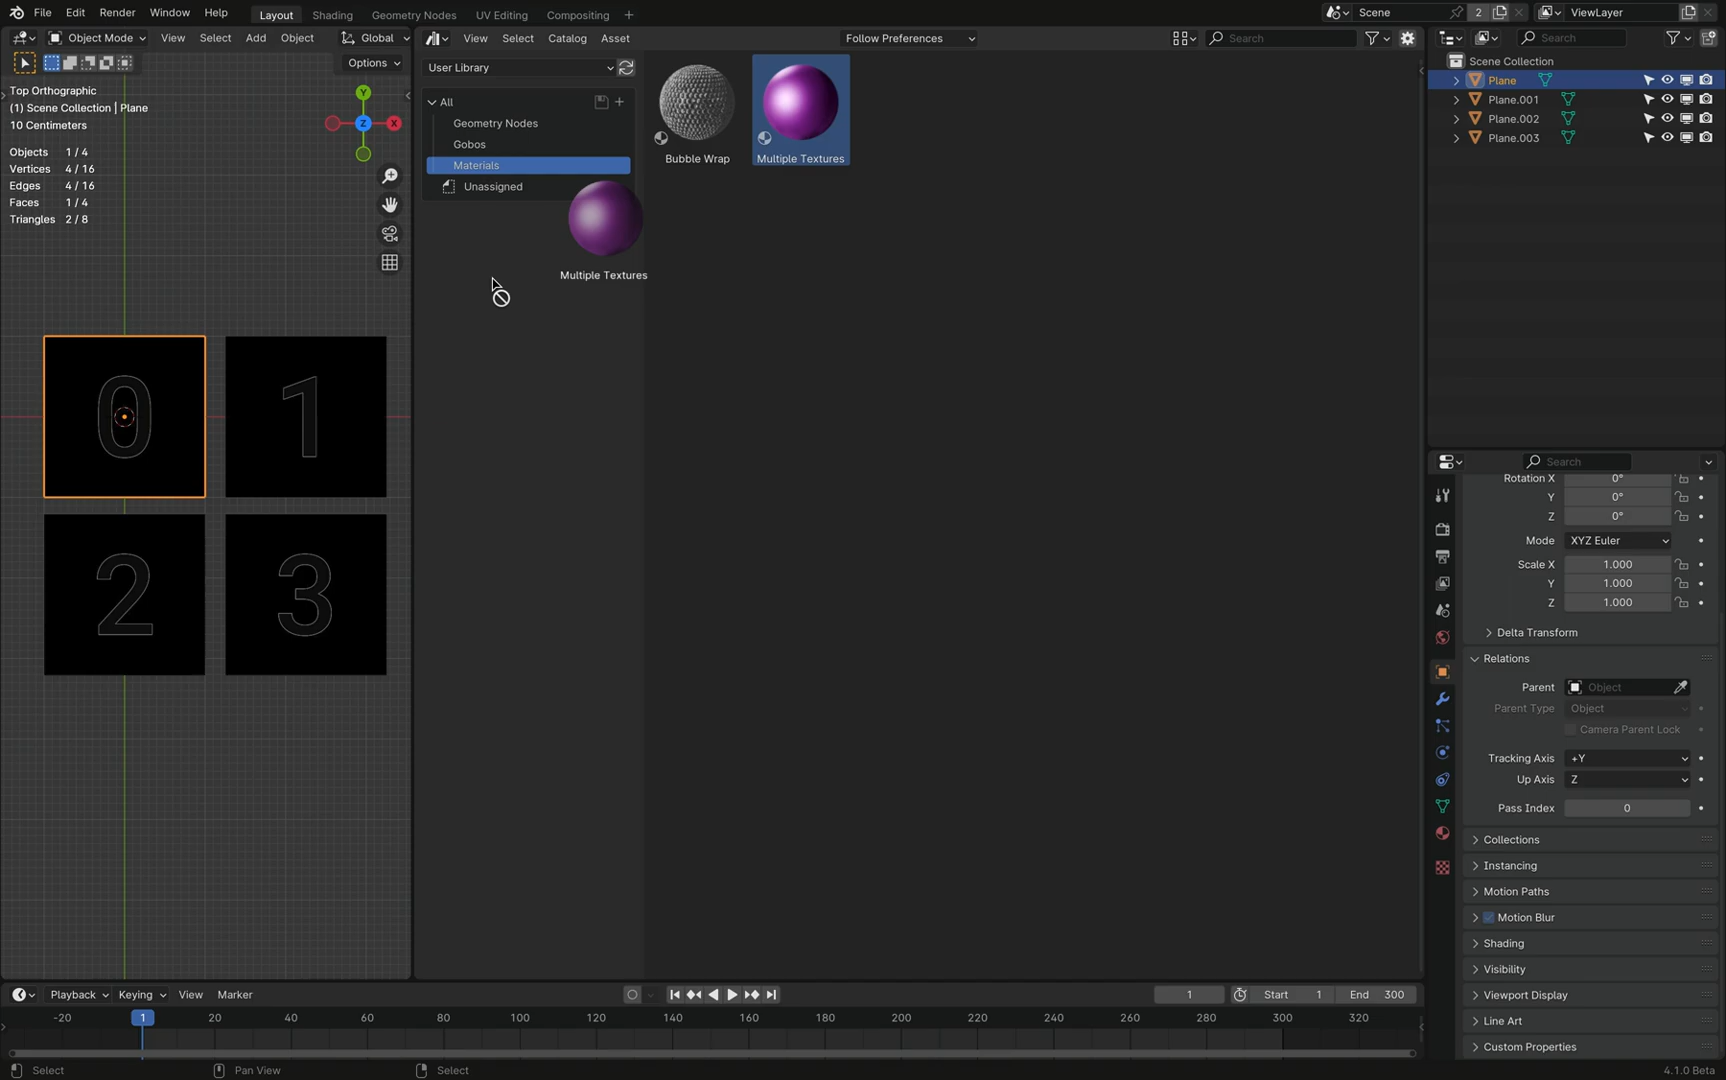 File Edit Render Window Help Layout Shading Geometry Nodes UV Editing Compositing + Scene 2 ViewLayer
Object Mode View Select Add Object Global View Select Catalog Asset Follow Preferences Search Search
Options User Library
Top Orthographic
(1) Scene Collection | Plane
10 Centimeters
Objects 1 / 4
Vertices 4 / 16
Edges 4 / 16
Faces 1 / 4
Triangles 2 / 8
Y
Z X
0 1
2 3
All
Geometry Nodes
Gobos
Materials
Unassigned
Multiple Textures
Bubble Wrap Multiple Textures
Scene Collection
Plane
Plane.001
Plane.002
Plane.003
Search
Rotation X 0°
Y 0°
Z 0°
Mode XYZ Euler
Scale X 1.000
Y 1.000
Z 1.000
Delta Transform
Relations
Parent Object
Parent Type Object
Camera Parent Lock
Tracking Axis +Y
Up Axis Z
Pass Index 0
Collections
Instancing
Motion Paths
Motion Blur
Shading
Visibility
Viewport Display
Line Art
Custom Properties
Playback Keying View Marker 1 Start 1 End 300
-20 1 20 40 60 80 100 120 140 160 180 200 220 240 260 280 300 320
Select Pan View Select 4.1.0 Beta